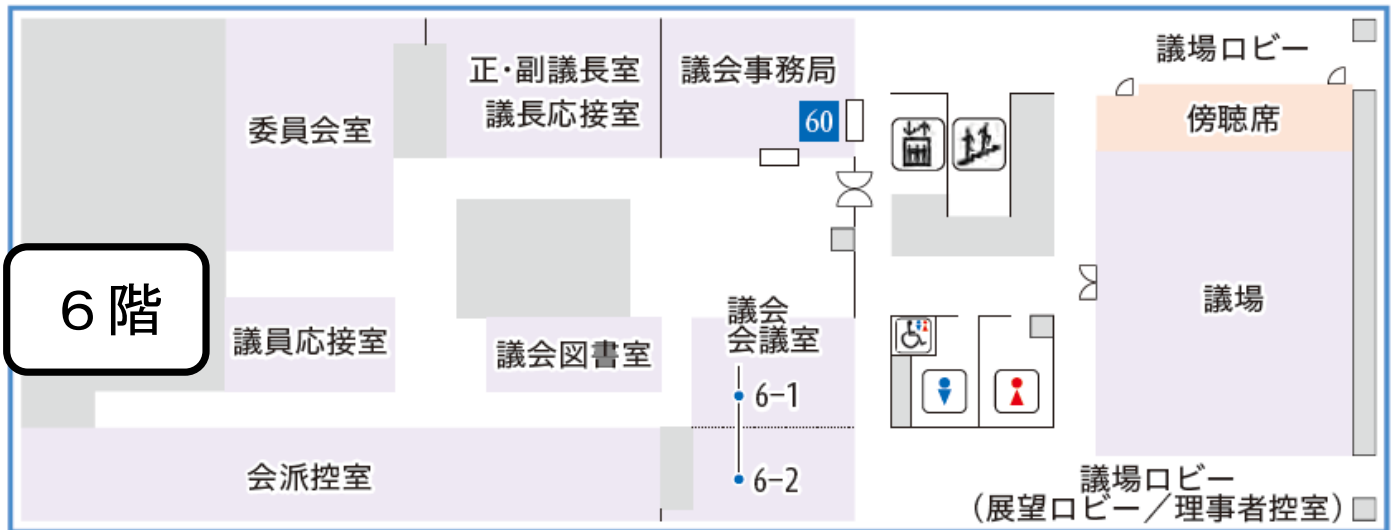 議場ロビー
正・副議長室
議長応接室
議会事務局
60
傍聴席
委員会室
6階
議場
議会
会議室
議員応接室
議会図書室
6-1
会派控室
6-2
議場ロビー
（展望ロビー／理事者控室）